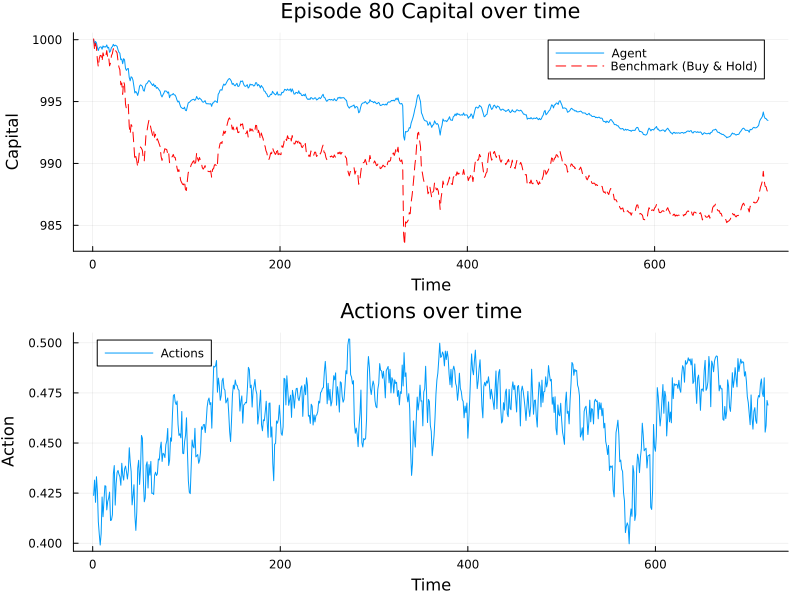 Episode 80 Capital over time
1000
995
990
985
Capital
Agent
Benchmark (Buy & Hold)
0
200
400
600
Time
Actions over time
0.500
0.475
0.450
0.425
0.400
Action
Actions
0
200
400
600
Time